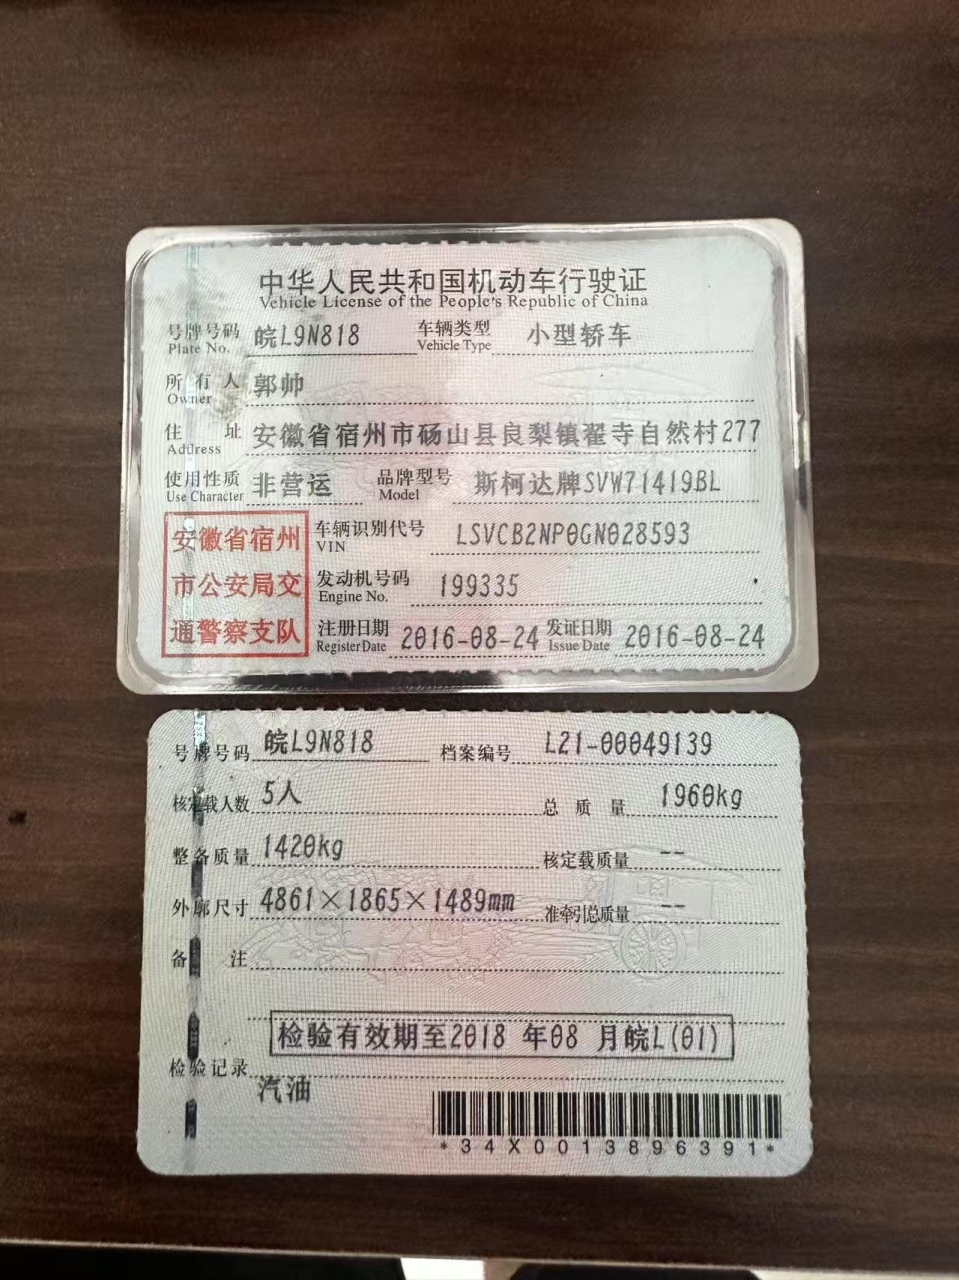 中华人民共和国机动车行驶证
Vehicle License of the People's Republic of China
号牌号码 皖L9N818 车辆类型 小型轿车
Plate No. Vehicle Type
所有人 郭帅
Owner
住址 安徽省宿州市砀山县良梨镇翟寺自然村277
Address
使用性质 非营运 品牌型号 斯柯达牌SVW71419BL
Use Character Model
安徽省宿州
市公安局交
通警察支队
车辆识别代号 LSVCB2NP0GN028593
VIN
发动机号码 199335
Engine No.
注册日期 2016-08-24 发证日期 2016-08-24
Register Date Issue Date
号牌号码 皖L9N818 档案编号 L21-00049139
核定载人数 5人 总质量 1960kg
整备质量 1420kg 核定载质量 --
外廓尺寸 4861×1865×1489mm 准牵引总质量 --
备注
检验有效期至2018 年08 月皖L(01)
检验记录
汽油
*34X0013896391*